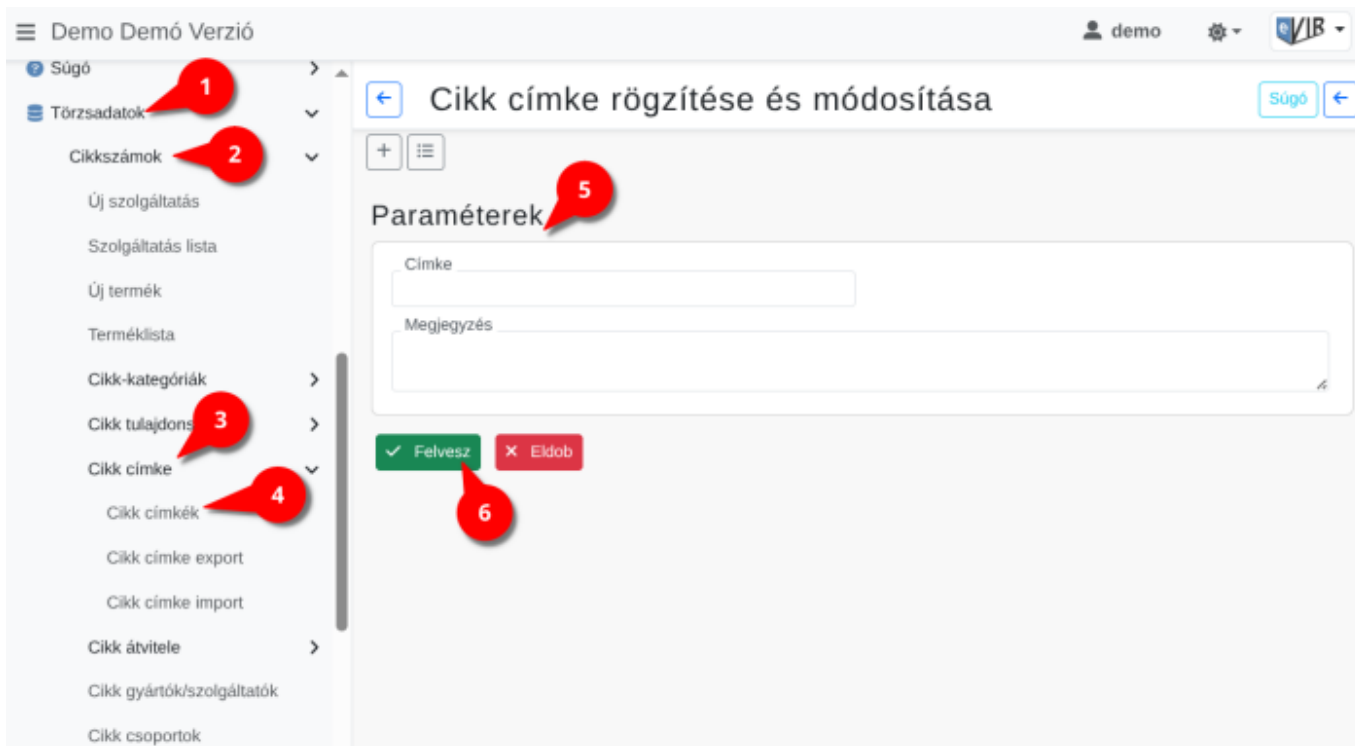 Demo Demó Verzió
demo
eVIR
Súgó
1
Törzsadatok
Cikkszámok
2
Új szolgáltatás
Szolgáltatás lista
Új termék
Terméklista
Cikk-kategóriák
Cikk tulajdons
3
Cikk címke
Cikk címkék
4
Cikk címke export
Cikk címke import
Cikk átvitele
Cikk gyártók/szolgáltatók
Cikk csoportok
Cikk címke rögzítése és módosítása
Súgó
5
Paraméterek
Címke
Megjegyzés
Felvesz
Eldob
6